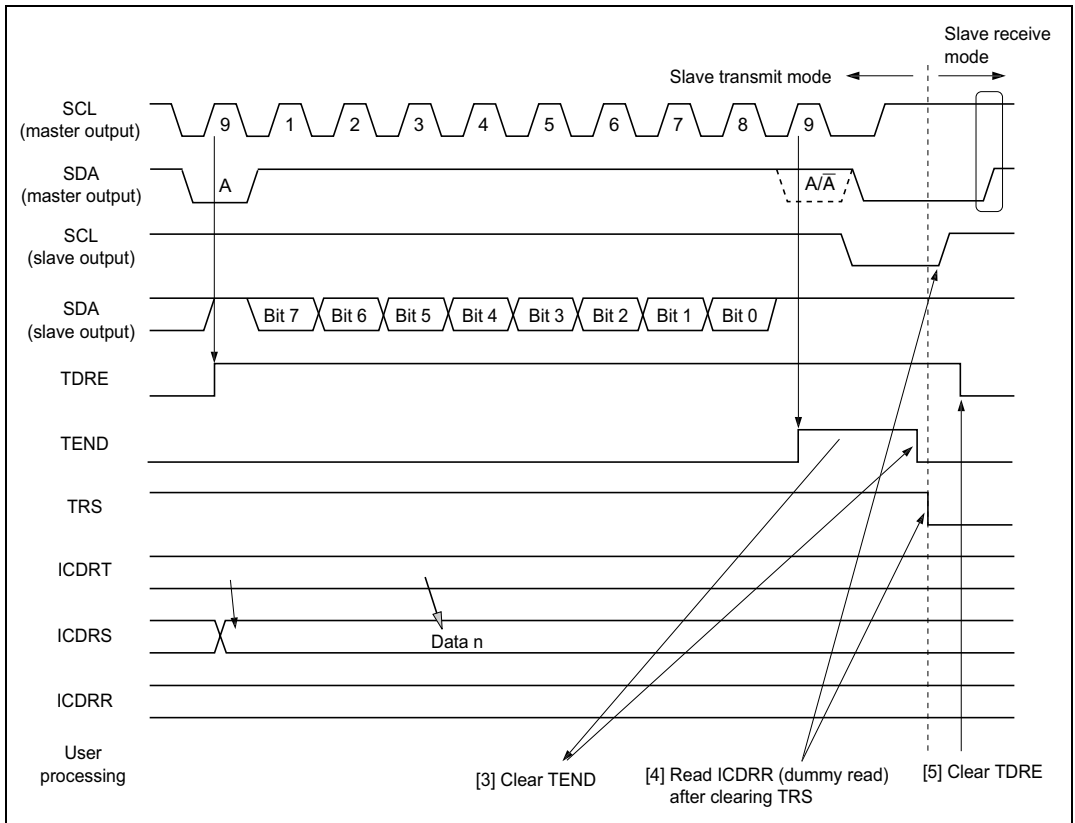 Slave receive
mode
Slave transmit mode
SCL
(master output)
9 1 2 3 4 5 6 7 8 9
SDA
(master output)
A A/A̅
SCL
(slave output)
SDA
(slave output)
Bit 7 Bit 6 Bit 5 Bit 4 Bit 3 Bit 2 Bit 1 Bit 0
TDRE
TEND
TRS
ICDRT
ICDRS
Data n
ICDRR
User
processing
[3] Clear TEND
[4] Read ICDRR (dummy read)
after clearing TRS
[5] Clear TDRE